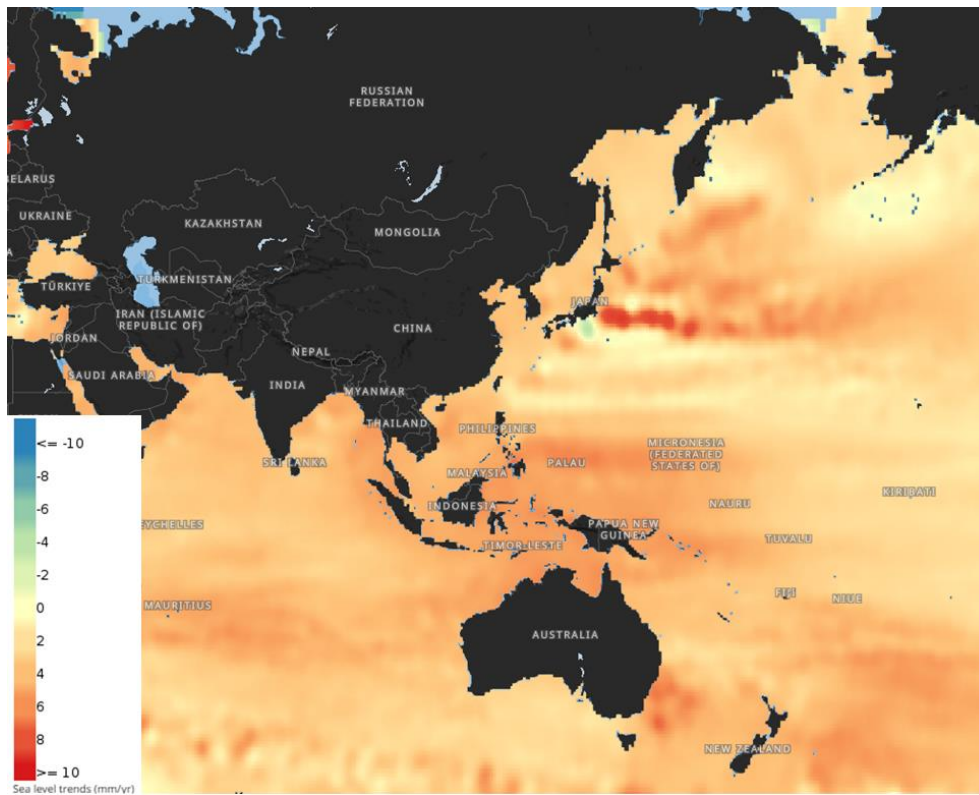 RUSSIAN
FEDERATION
BELARUS
UKRAINE
KAZAKHSTAN
MONGOLIA
TÜRKIYE
TURKMENISTAN
IRAN (ISLAMIC
REPUBLIC OF)
JAPAN
CHINA
JORDAN
NEPAL
SAUDI ARABIA
INDIA
MYANMAR
THAILAND
PHILIPPINES
MICRONESIA
(FEDERATED
STATES OF)
SRI LANKA
PALAU
MALAYSIA
KIRIBATI
INDONESIA
NAURU
EYCHELLES
PAPUA NEW
GUINEA
TIMOR-LESTE
TUVALU
MAURITIUS
FIJI
NIUE
AUSTRALIA
NEW ZEALAND
<= -10
-8
-6
-4
-2
0
2
4
6
8
>= 10
Sea level trends (mm/yr)